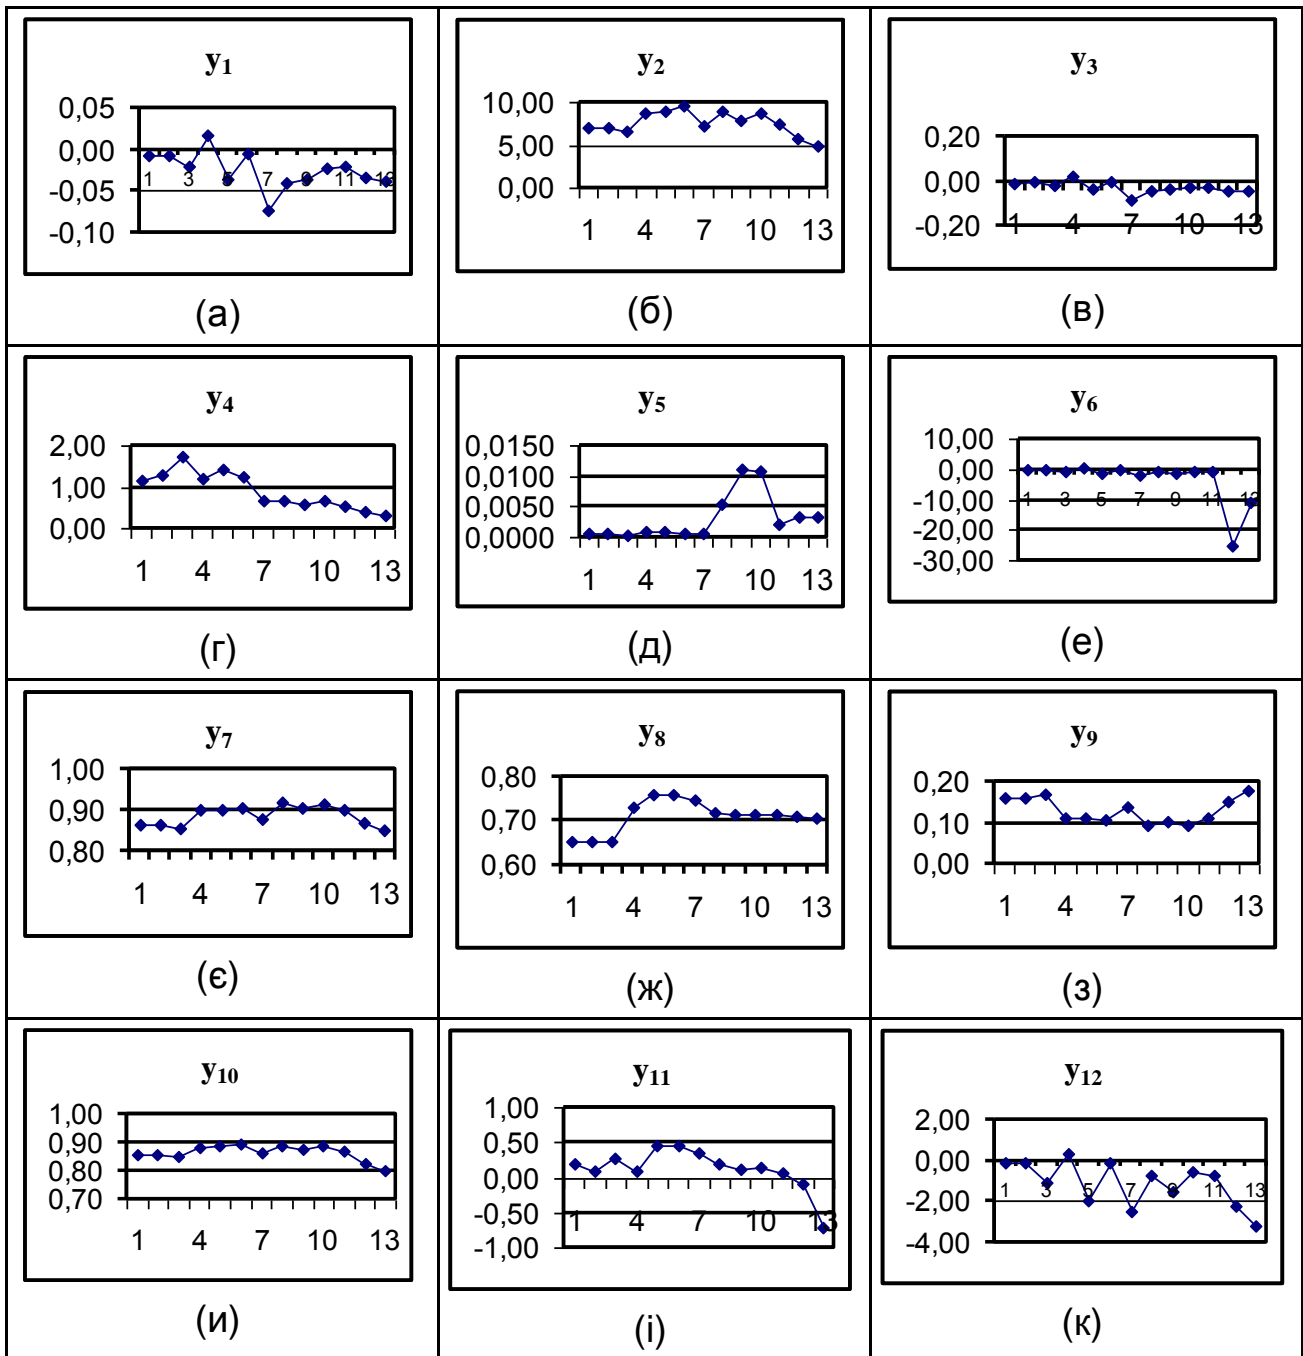 y1
0,05
0,00
-0,05
-0,10
1 3 5 7 9 11 13
(а)
y2
10,00
5,00
0,00
1 4 7 10 13
(б)
y3
0,20
0,00
-0,20
1 4 7 10 13
(в)
y4
2,00
1,00
0,00
1 4 7 10 13
(г)
y5
0,0150
0,0100
0,0050
0,0000
1 4 7 10 13
(д)
y6
10,00
0,00
-10,00
-20,00
-30,00
1 3 5 7 9 11 13
(е)
y7
1,00
0,90
0,80
1 4 7 10 13
(є)
y8
0,80
0,70
0,60
1 4 7 10 13
(ж)
y9
0,20
0,10
0,00
1 4 7 10 13
(з)
y10
1,00
0,90
0,80
0,70
1 4 7 10 13
(и)
y11
1,00
0,50
0,00
-0,50
-1,00
1 4 7 10 13
(і)
y12
2,00
0,00
-2,00
-4,00
1 3 5 7 9 11 13
(к)